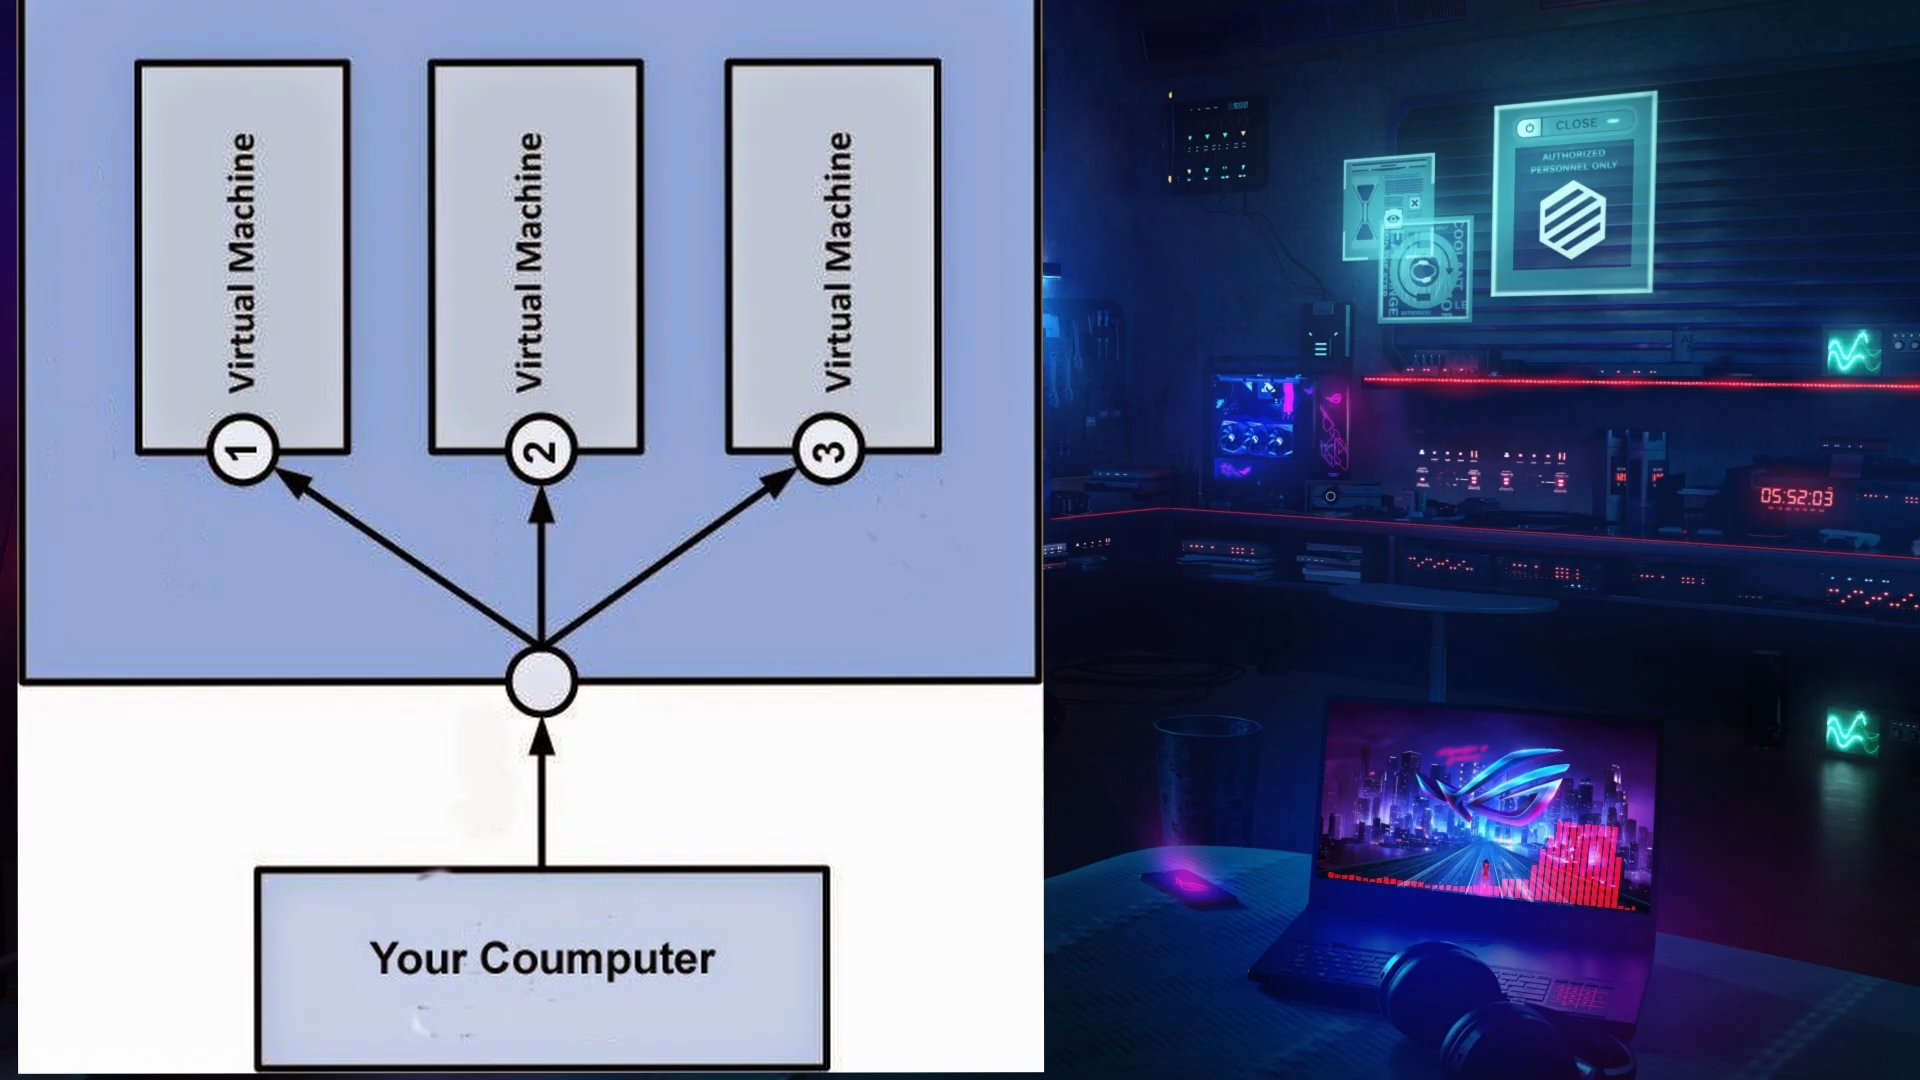 Virtual Machine
Virtual Machine
Virtual Machine
1
2
3
Your Coumputer
CLOSE
AUTHORIZED
PERSONNEL ONLY
05:52:03